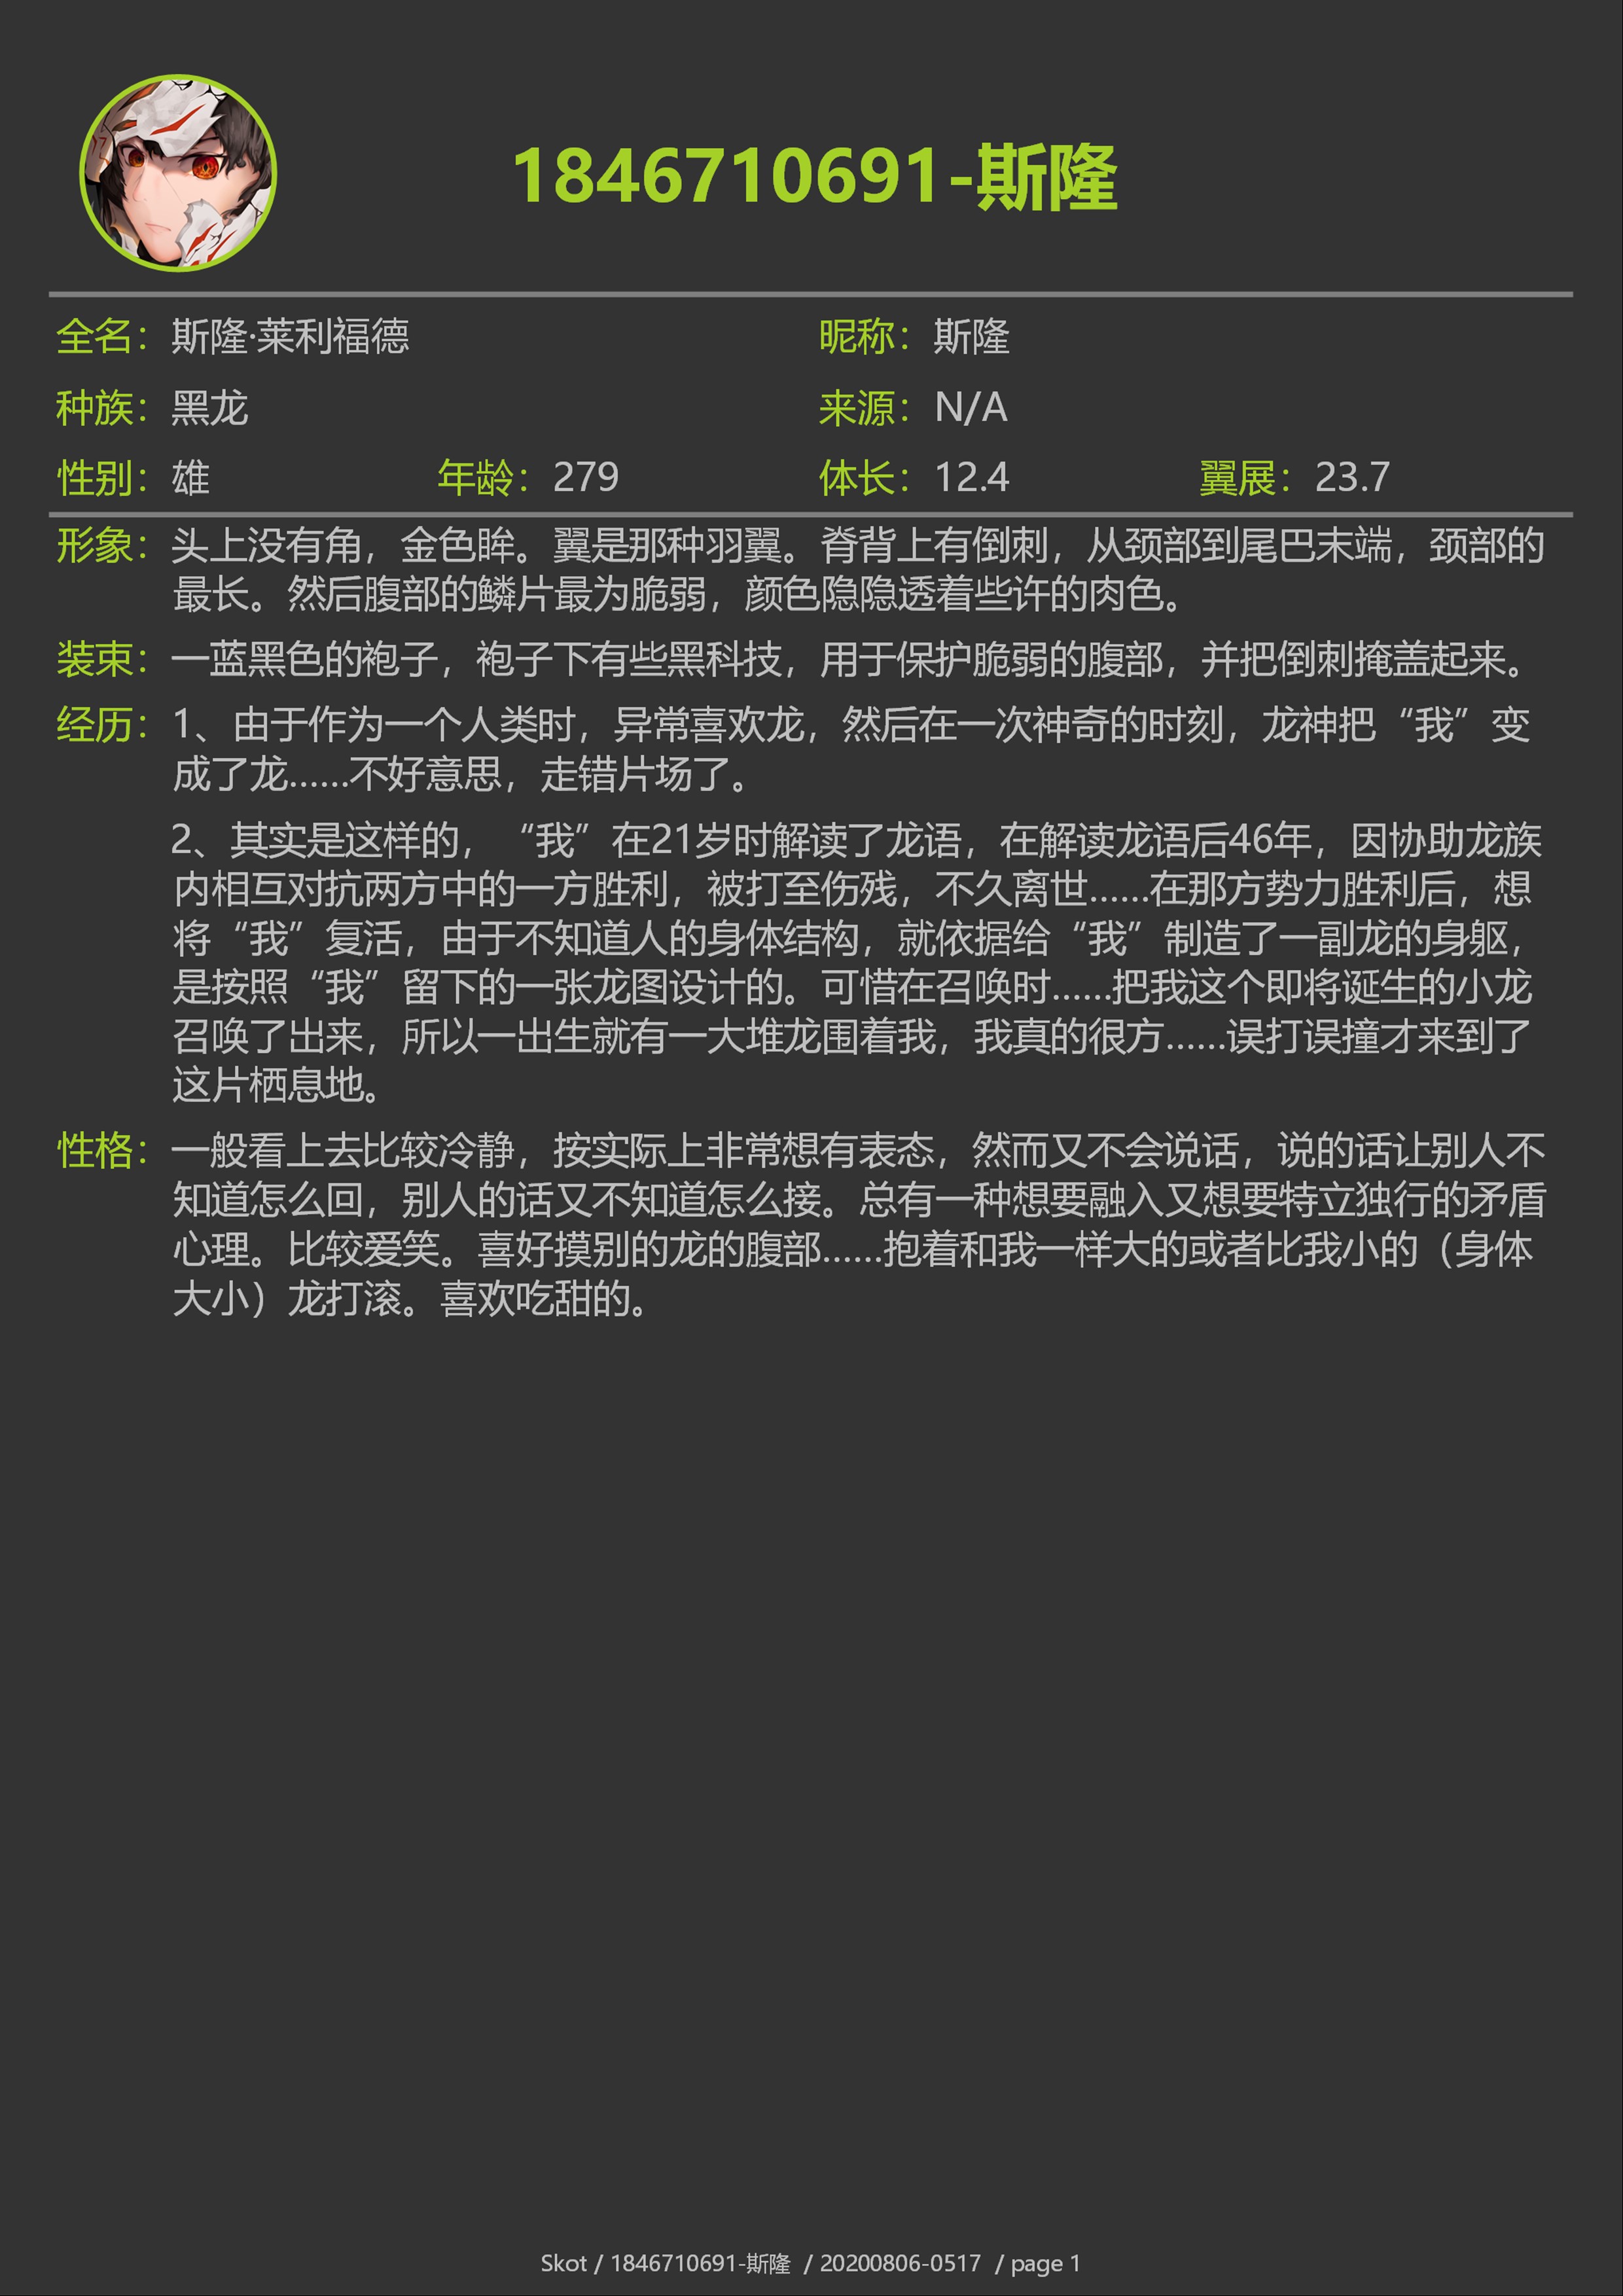 1846710691-斯隆
全名：斯隆·莱利福德 昵称：斯隆
种族：黑龙 来源：N/A
性别：雄 年龄：279 体长：12.4 翼展：23.7
形象：头上没有角，金色眸。翼是那种羽翼。脊背上有倒刺，从颈部到尾巴末端，颈部的
最长。然后腹部的鳞片最为脆弱，颜色隐隐透着些许的肉色。
装束：一蓝黑色的袍子，袍子下有些黑科技，用于保护脆弱的腹部，并把倒刺掩盖起来。
经历：1、由于作为一个人类时，异常喜欢龙，然后在一次神奇的时刻，龙神把“我”变
成了龙……不好意思，走错片场了。
2、其实是这样的，“我”在21岁时解读了龙语，在解读龙语后46年，因协助龙族
内相互对抗两方中的一方胜利，被打至伤残，不久离世……在那方势力胜利后，想
将“我”复活，由于不知道人的身体结构，就依据给“我”制造了一副龙的身躯，
是按照“我”留下的一张龙图设计的。可惜在召唤时……把我这个即将诞生的小龙
召唤了出来，所以一出生就有一大堆龙围着我，我真的很方……误打误撞才来到了
这片栖息地。
性格：一般看上去比较冷静，按实际上非常想有表态，然而又不会说话，说的话让别人不
知道怎么回，别人的话又不知道怎么接。总有一种想要融入又想要特立独行的矛盾
心理。比较爱笑。喜好摸别的龙的腹部……抱着和我一样大的或者比我小的（身体
大小）龙打滚。喜欢吃甜的。
Skot / 1846710691-斯隆 / 20200806-0517 / page 1